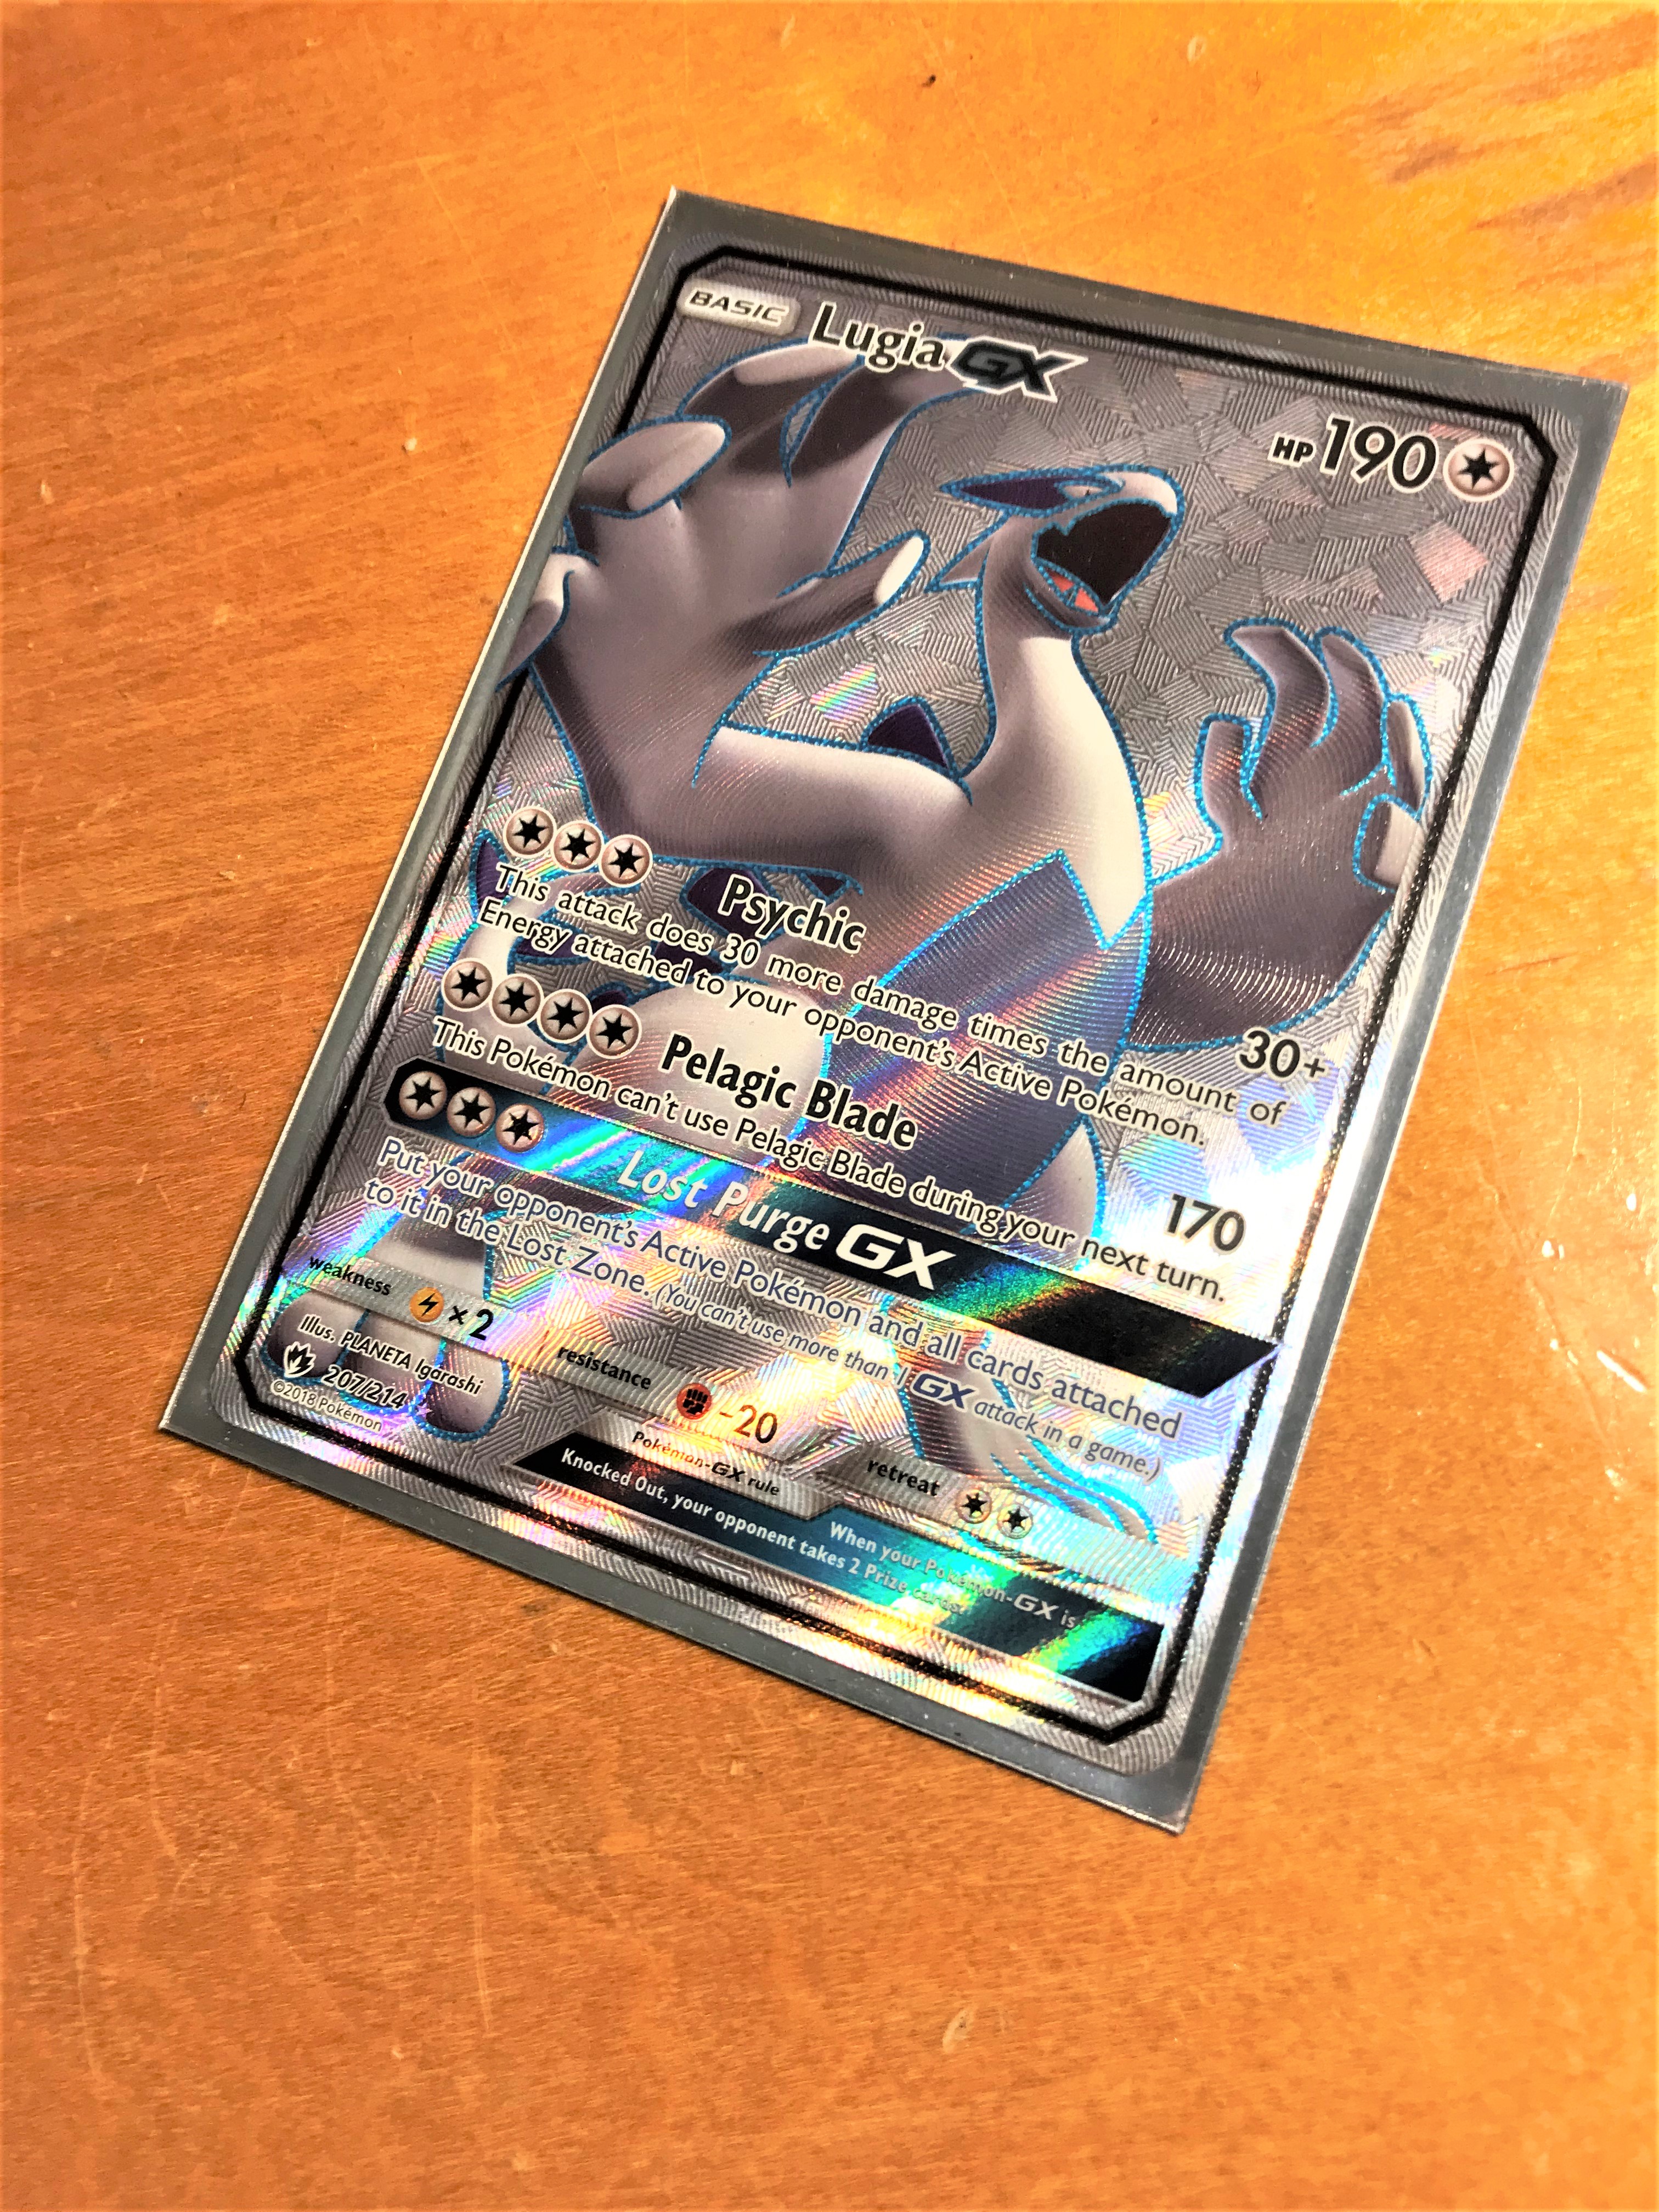 BASIC
Lugia GX
HP 190
Psychic
30+
This attack does 30 more damage times the amount of
Energy attached to your opponent's Active Pokémon.
Pelagic Blade
170
This Pokémon can't use Pelagic Blade during your next turn.
Lost Purge GX
Put your opponent's Active Pokémon and all cards attached
to it in the Lost Zone. (You can't use more than 1 GX attack in a game.)
weakness
×2
resistance
-20
retreat
Illus. PLANETA Igarashi
207/214
©2018 Pokémon
Pokémon-GX rule
When your Pokémon-GX is
Knocked Out, your opponent takes 2 Prize cards.